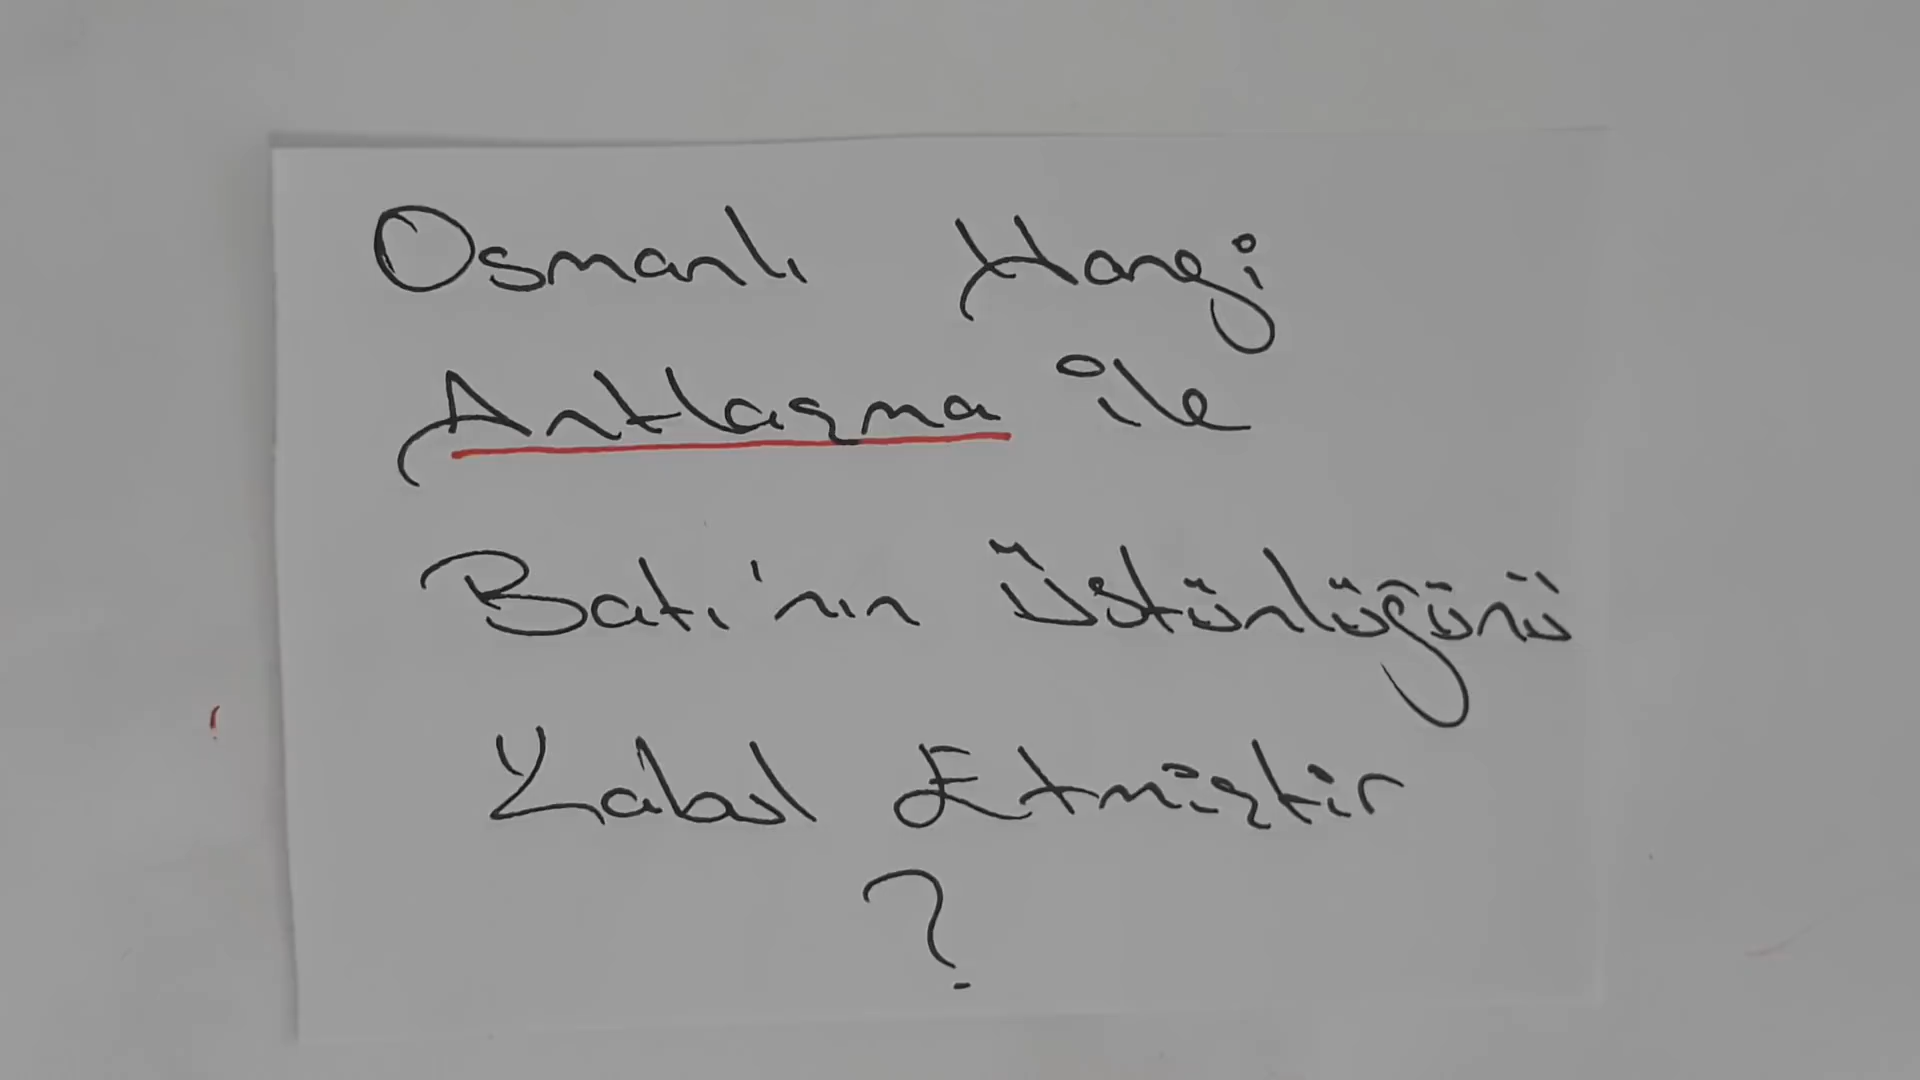 Osmanlı Hangi
Antlaşma ile
Batı'nın Üstünlüğünü
Kabul Etmiştir
?